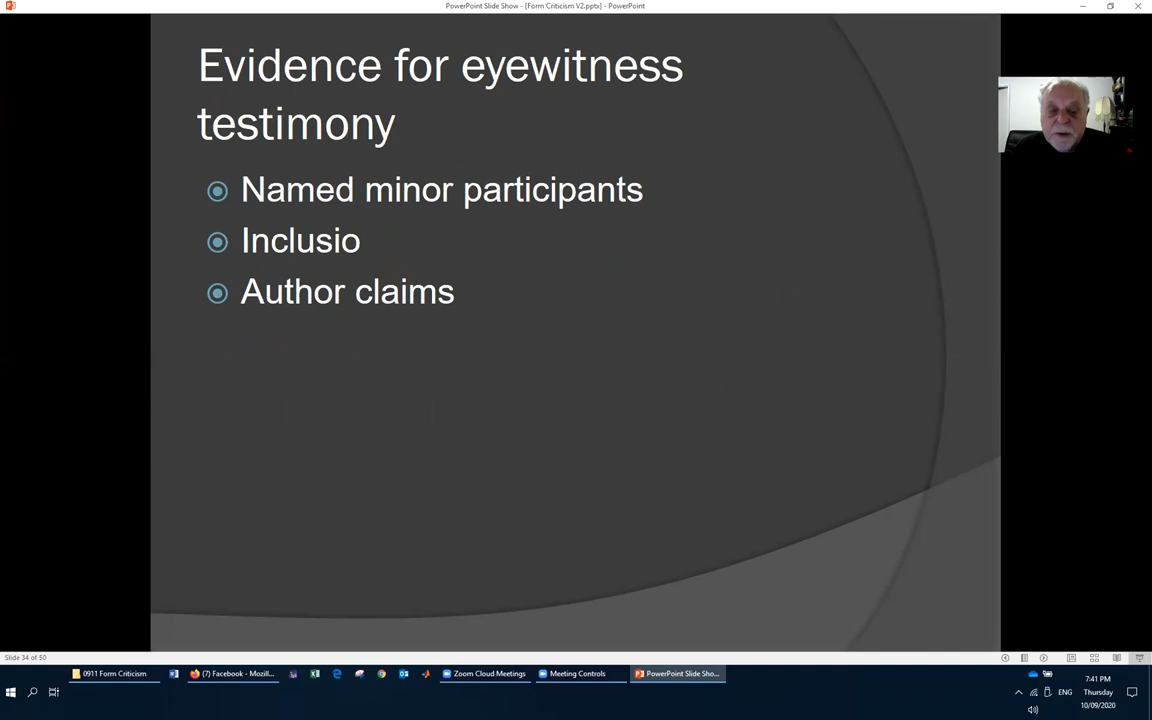 PowerPoint Slide Show - [Form Criticism V2.pptx] - PowerPoint
Evidence for eyewitness
testimony
Named minor participants
Inclusio
Author claims
Slide 34 of 50
0911 Form Criticism
(7) Facebook - Mozill...
Zoom Cloud Meetings
Meeting Controls
PowerPoint Slide Sho...
7:41 PM
ENG
Thursday
10/09/2020